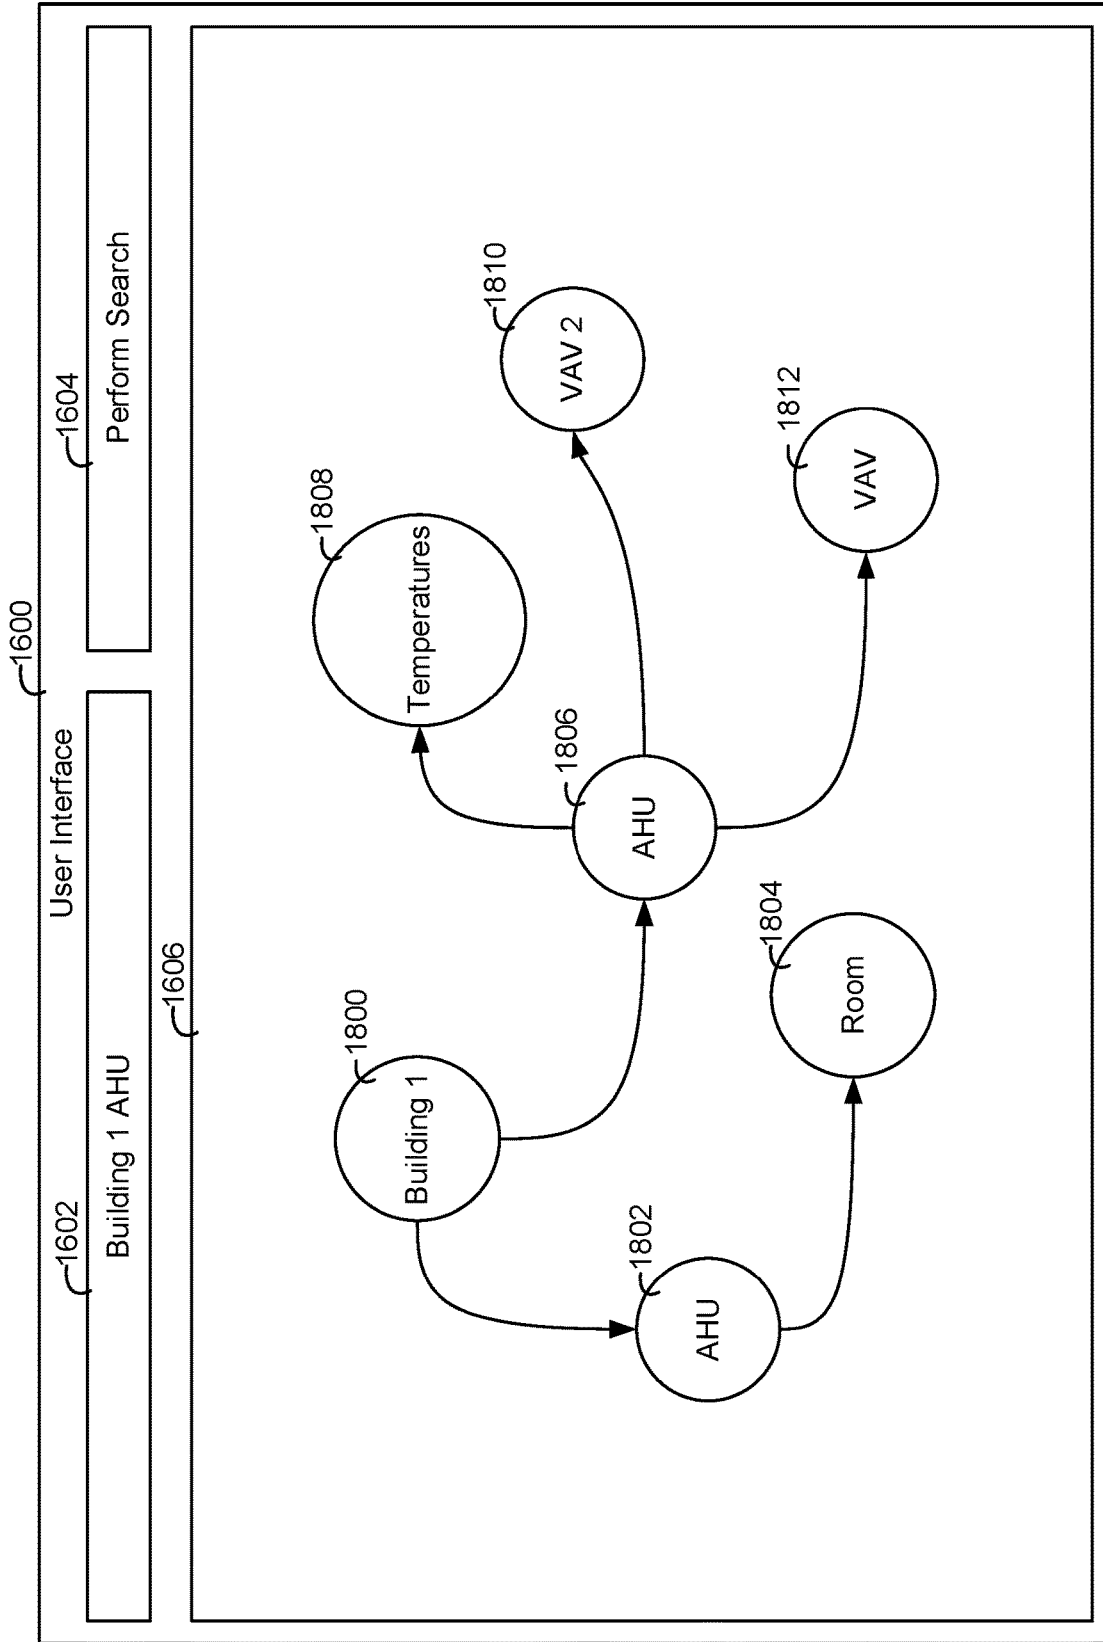 1600
User Interface
1602
Building 1 AHU
1604
Perform Search
1606
1800
Building 1
1808
Temperatures
1810
VAV 2
1802
AHU
1806
AHU
1804
Room
1812
VAV